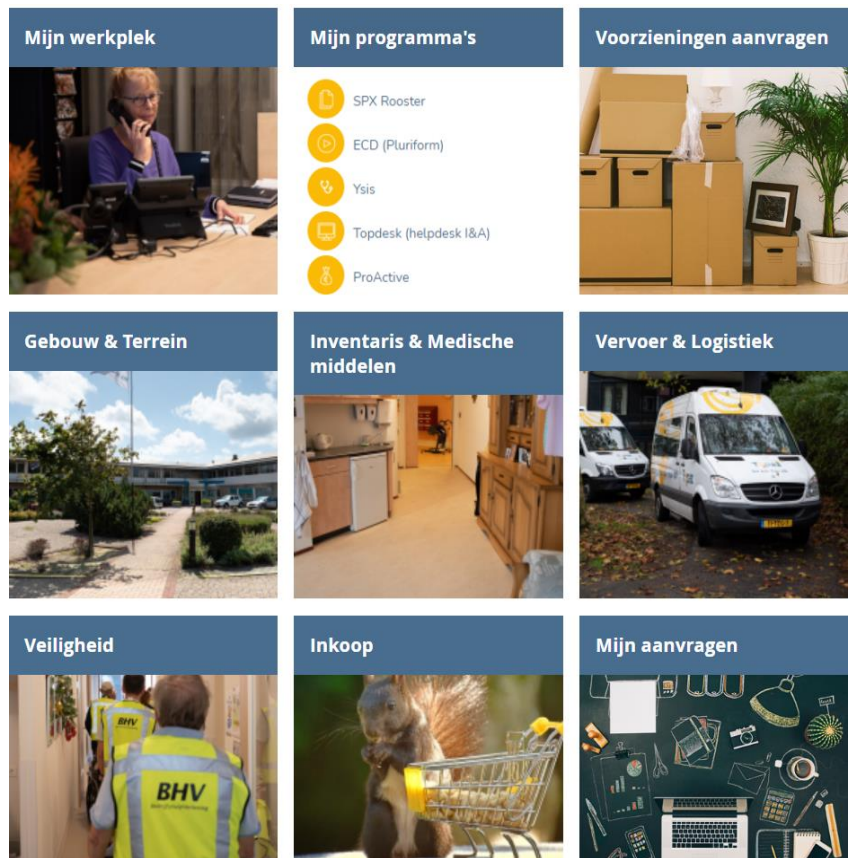 Mijn werkplek
Mijn programma's
Voorzieningen aanvragen
SPX Rooster
ECD (Pluriform)
Ysis
Topdesk (helpdesk I&A)
ProActive
Gebouw & Terrein
Inventaris & Medische
middelen
Vervoer & Logistiek
Veiligheid
Inkoop
Mijn aanvragen
BHV
BHV